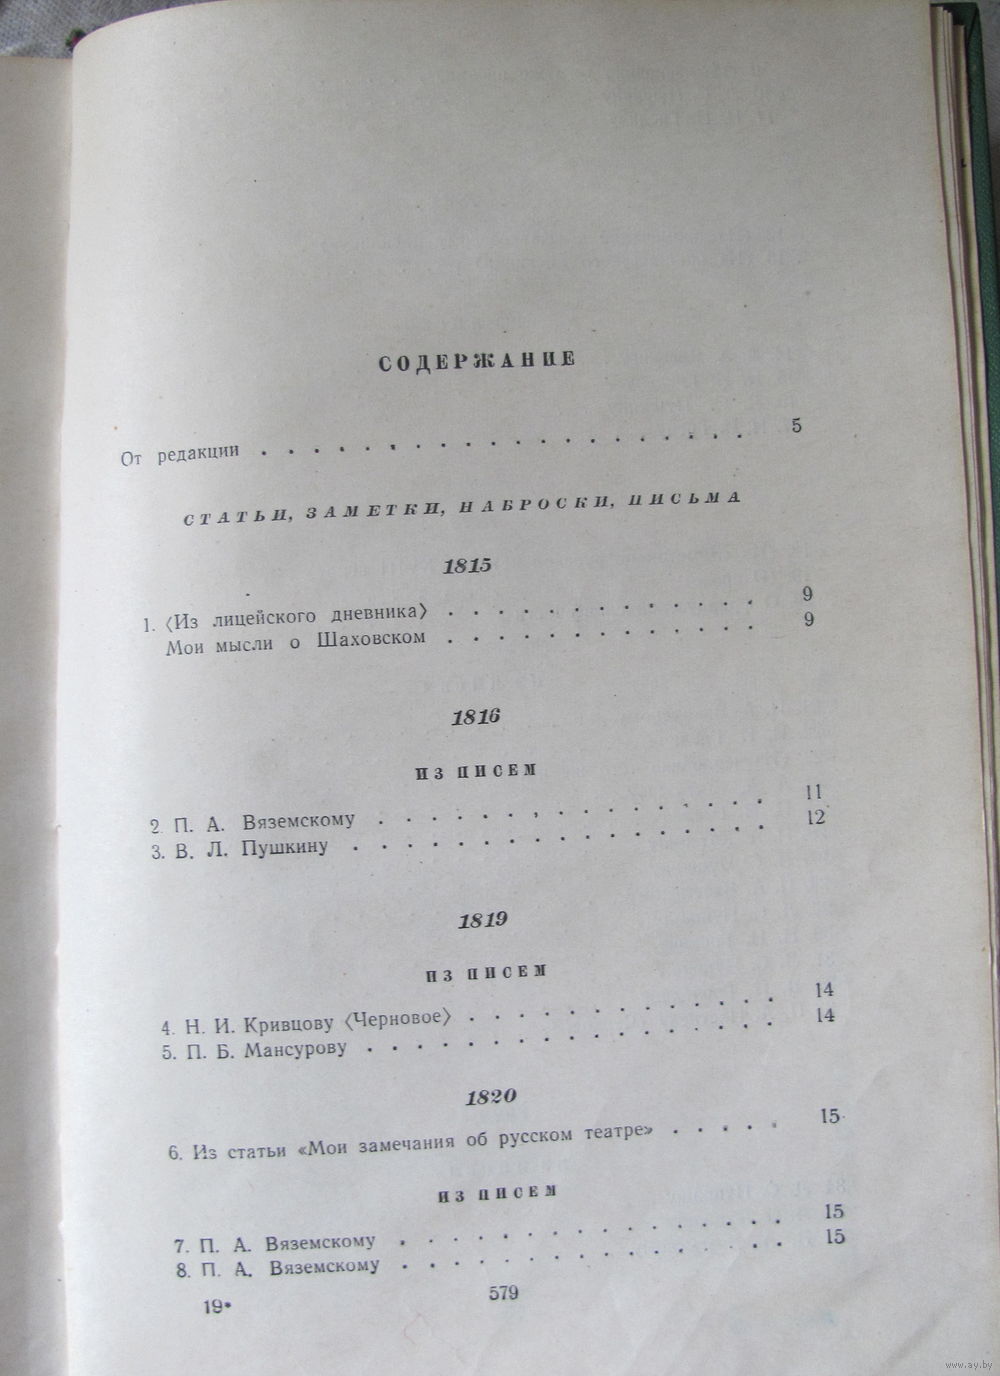 СОДЕРЖАНИЕ
От редакции . . . . . . . . . . . . . . . . . . . . 5
СТАТЬИ, ЗАМЕТКИ, НАБРОСКИ, ПИСЬМА
1815
1. 〈Из лицейского дневника〉 . . . . . . . . . . . . . 9
Мои мысли о Шаховском . . . . . . . . . . . . . 9
1816
ИЗ ПИСЕМ
2. П. А. Вяземскому . . . . . . . . . . . . . . . . 11
3. В. Л. Пушкину . . . . . . . . . . . . . . . . . 12
1819
ИЗ ПИСЕМ
4. Н. И. Кривцову 〈Черновое〉 . . . . . . . . . . . . . 14
5. П. Б. Мансурову . . . . . . . . . . . . . . . . . 14
1820
6. Из статьи «Мои замечания об русском театре» . . . . . 15
ИЗ ПИСЕМ
7. П. А. Вяземскому . . . . . . . . . . . . . . . . 15
8. П. А. Вяземскому . . . . . . . . . . . . . . . . 15
19*
579
www.ay.by